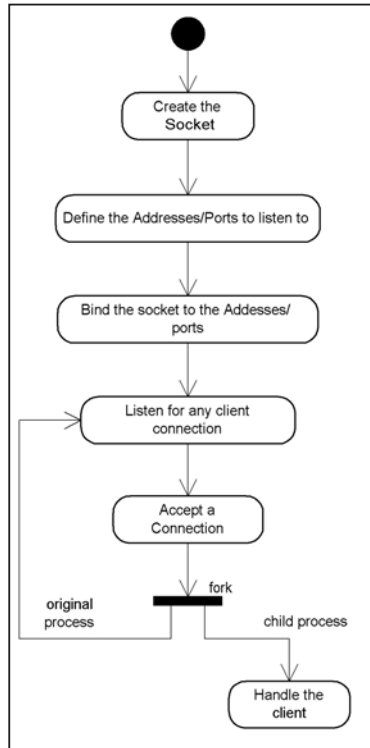 Create the
Socket
Define the Addresses/Ports to listen to
Bind the socket to the Addesses/
ports
Listen for any client
connection
Accept a
Connection
fork
original
process
child process
Handle the
client